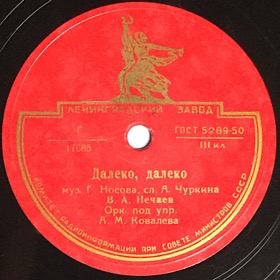 ЛЕНИНГРАДСКИЙ ЗАВОД
ГОСТ 5289-50
III кл.
17085
Далеко, далеко
муз. Г. Носова, сл. А. Чуркина
В. А. Нечаев
Орк. под упр.
А. М. Ковалева
КОМИТЕТ РАДИОИНФОРМАЦИИ ПРИ СОВЕТЕ МИНИСТРОВ СССР